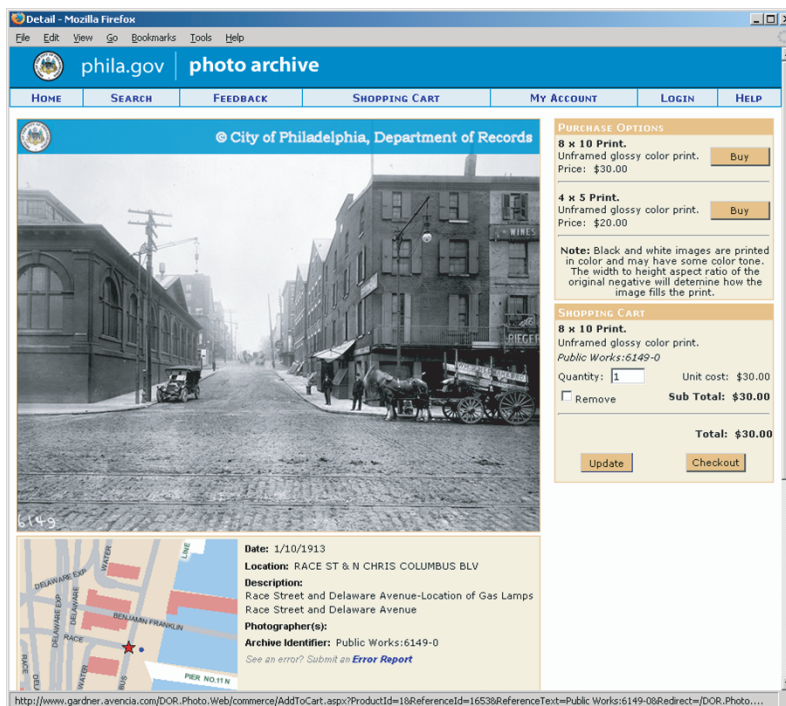 Detail - Mozilla Firefox
File Edit View Go Bookmarks Tools Help
phila.gov photo archive
HOME SEARCH FEEDBACK SHOPPING CART MY ACCOUNT LOGIN HELP
© City of Philadelphia, Department of Records
WINES
RIEGER
6149
PURCHASE OPTIONS
8 x 10 Print.
Unframed glossy color print.
Price: $30.00
Buy
4 x 5 Print.
Unframed glossy color print.
Price: $20.00
Buy
Note: Black and white images are printed
in color and may have some color tone.
The width to height aspect ratio of the
original negative will detemine how the
image fills the print.
SHOPPING CART
8 x 10 Print.
Unframed glossy color print.
Public Works:6149-0
Quantity: 1 Unit cost: $30.00
Remove Sub Total: $30.00
Total: $30.00
Update Checkout
WATER
LINE
DELAWARE EXP
DELAWARE EXP
DELAWARE
BENJAMIN FRANKLIN
RACE
RACE
DELAWARE EXP
WATER
BUS
PIER NO.11 N
Date: 1/10/1913
Location: RACE ST & N CHRIS COLUMBUS BLV
Description:
Race Street and Delaware Avenue-Location of Gas Lamps
Race Street and Delaware Avenue
Photographer(s):
Archive Identifier: Public Works:6149-0
See an error? Submit an Error Report
http://www.gardner.avencia.com/DOR.Photo.Web/commerce/AddToCart.aspx?ProductId=1&ReferenceId=1653&ReferenceText=Public Works:6149-0&Redirect=/DOR.Photo....